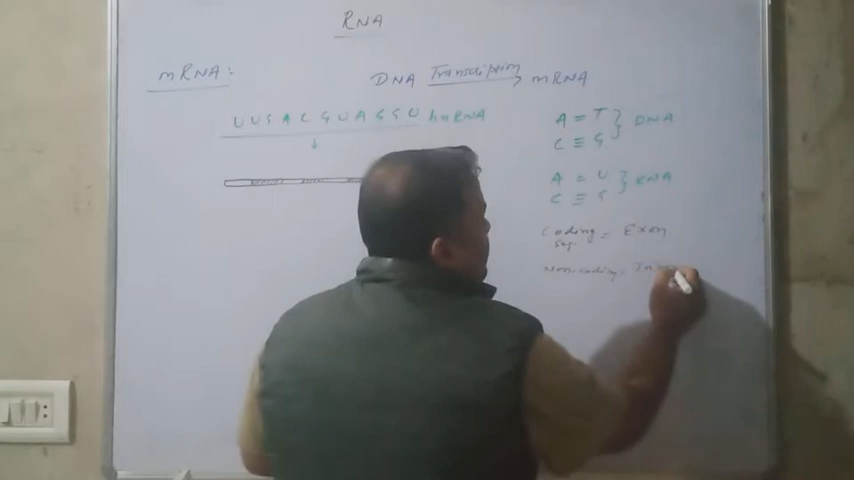 RNA
mRNA:
DNA Transcription → mRNA
UUGACGUAGGU hnRNA
↓
A = T } DNA
C ≡ G
A = U } RNA
C ≡ G
Coding Seq. = Exon
Non-coding =